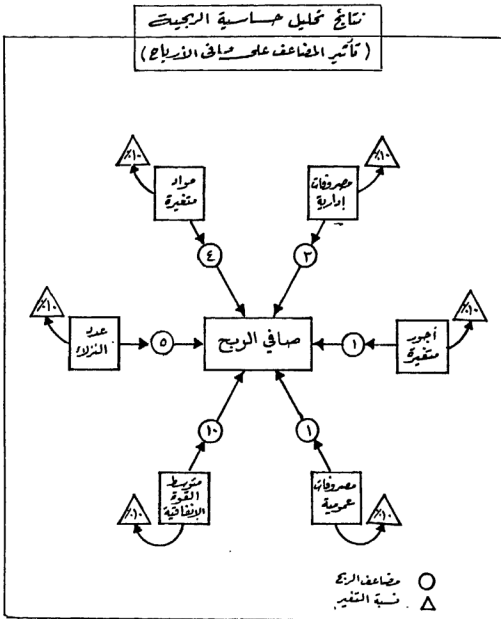 نتائج تحليل حساسية الربحية
(تأثير المضاعف على صافي الأرباح)
٪١٠
٪١٠
مواد
متغيرة
مصروفات
إدارية
٤
٢
٪١٠
٪١٠
عدد
النزلاء
٥
صافي الربح
١
أجور
متغيرة
١٠
١
متوسط
القوة
الإنفاقية
مصروفات
عمومية
٪١٠
٪١٠
مضاعف الربح
نسبة التغير